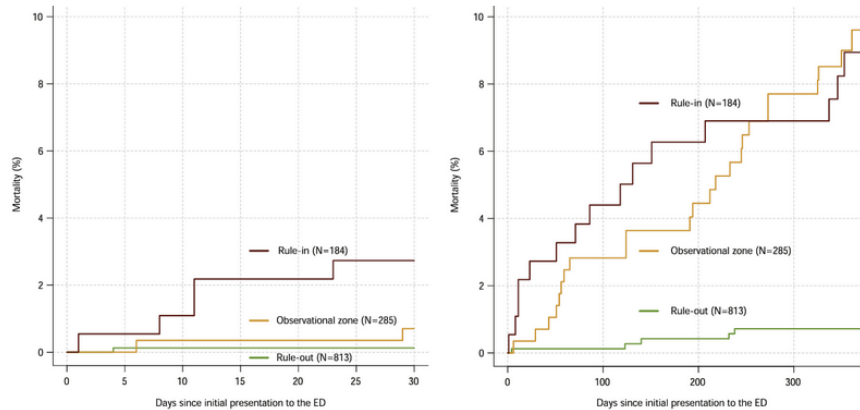 10
8
6
4
2
0
Mortality (%)
Rule-in (N=184)
Observational zone (N=285)
Rule-out (N=813)
0 5 10 15 20 25 30
Days since initial presentation to the ED
10
8
6
4
2
0
Mortality (%)
Rule-in (N=184)
Observational zone (N=285)
Rule-out (N=813)
0 100 200 300
Days since initial presentation to the ED